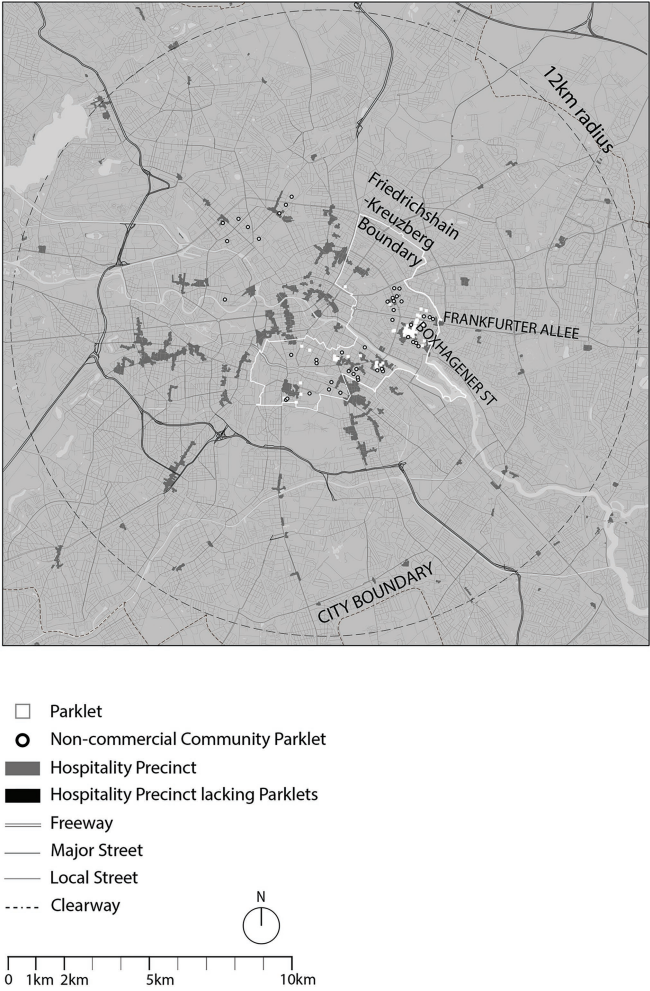 12km radius
Friedrichshain
-Kreuzberg
Boundary
FRANKFURTER ALLEE
BOXHAGENER ST
CITY BOUNDARY
Parklet
Non-commercial Community Parklet
Hospitality Precinct
Hospitality Precinct lacking Parklets
Freeway
Major Street
Local Street
Clearway
N
0 1km 2km 5km 10km